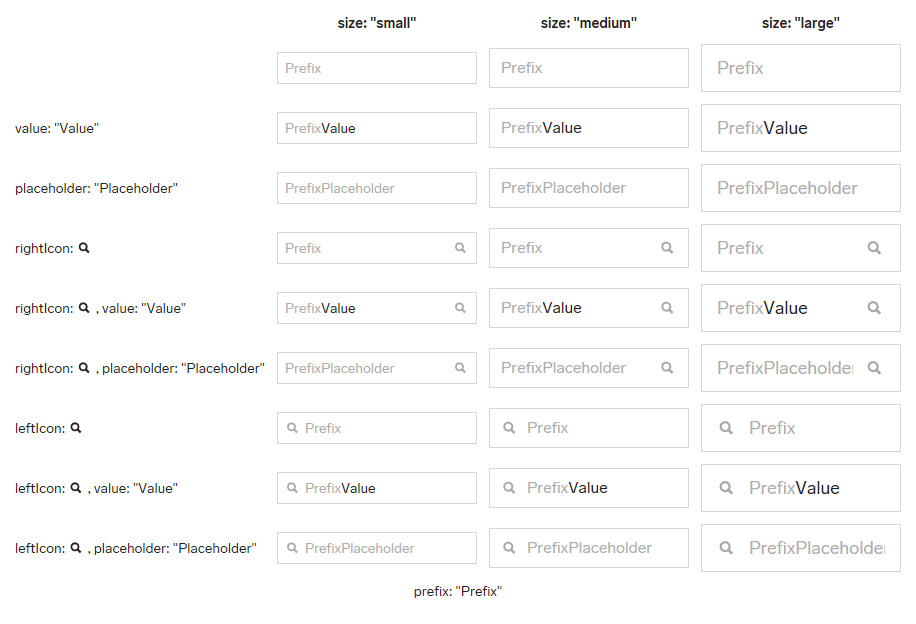 size: "small" size: "medium" size: "large"
Prefix Prefix Prefix
value: "Value" PrefixValue PrefixValue PrefixValue
placeholder: "Placeholder" PrefixPlaceholder PrefixPlaceholder PrefixPlaceholder
rightIcon: Prefix Prefix Prefix
rightIcon: , value: "Value" PrefixValue PrefixValue PrefixValue
rightIcon: , placeholder: "Placeholder" PrefixPlaceholder PrefixPlaceholder PrefixPlaceholde
leftIcon: Prefix Prefix Prefix
leftIcon: , value: "Value" PrefixValue PrefixValue PrefixValue
leftIcon: , placeholder: "Placeholder" PrefixPlaceholder PrefixPlaceholder PrefixPlaceholder
prefix: "Prefix"